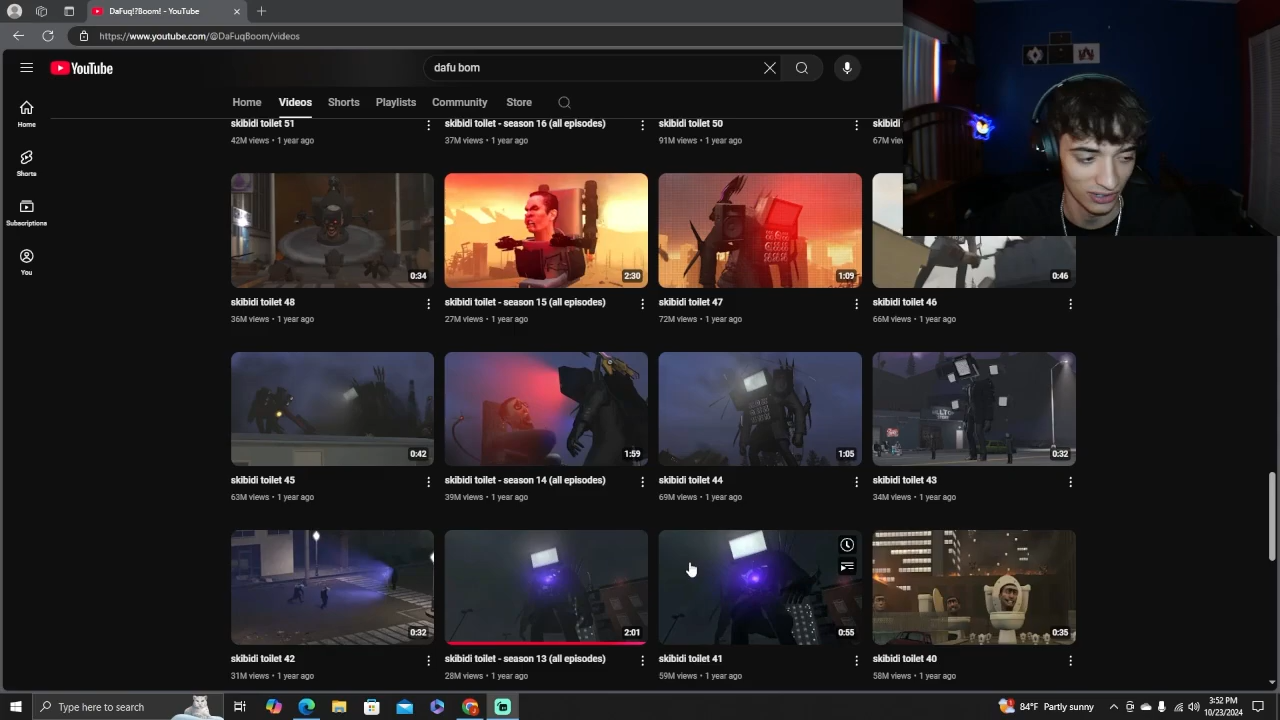 DaFuq!?Boom! - YouTube
https://www.youtube.com/@DaFuqBoom/videos
YouTube
dafu bom
Home
Videos
Shorts
Playlists
Community
Store
Home
Shorts
Subscriptions
You
skibidi toilet 51
skibidi toilet - season 16 (all episodes)
skibidi toilet 50
skibidi
42M views • 1 year ago
37M views • 1 year ago
91M views • 1 year ago
67M vie
0:34
2:30
1:09
0:46
skibidi toilet 48
skibidi toilet - season 15 (all episodes)
skibidi toilet 47
skibidi toilet 46
36M views • 1 year ago
27M views • 1 year ago
72M views • 1 year ago
66M views • 1 year ago
0:42
1:59
1:05
0:32
skibidi toilet 45
skibidi toilet - season 14 (all episodes)
skibidi toilet 44
skibidi toilet 43
63M views • 1 year ago
39M views • 1 year ago
69M views • 1 year ago
34M views • 1 year ago
0:32
2:01
0:55
0:35
skibidi toilet 42
skibidi toilet - season 13 (all episodes)
skibidi toilet 41
skibidi toilet 40
31M views • 1 year ago
28M views • 1 year ago
59M views • 1 year ago
58M views • 1 year ago
Type here to search
84°F Partly sunny
3:52 PM
10/23/2024